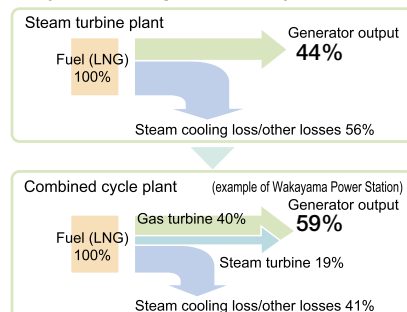 Steam turbine plant
Generator output
44%
Fuel (LNG)
100%
Steam cooling loss/other losses 56%
Combined cycle plant (example of Wakayama Power Station)
Generator output
Gas turbine 40%
59%
Fuel (LNG)
100%
Steam turbine 19%
Steam cooling loss/other losses 41%